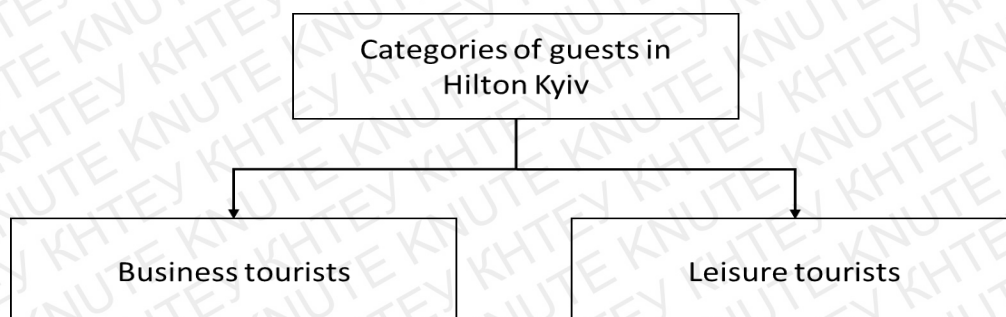 Categories of guests in
Hilton Kyiv
Business tourists
Leisure tourists